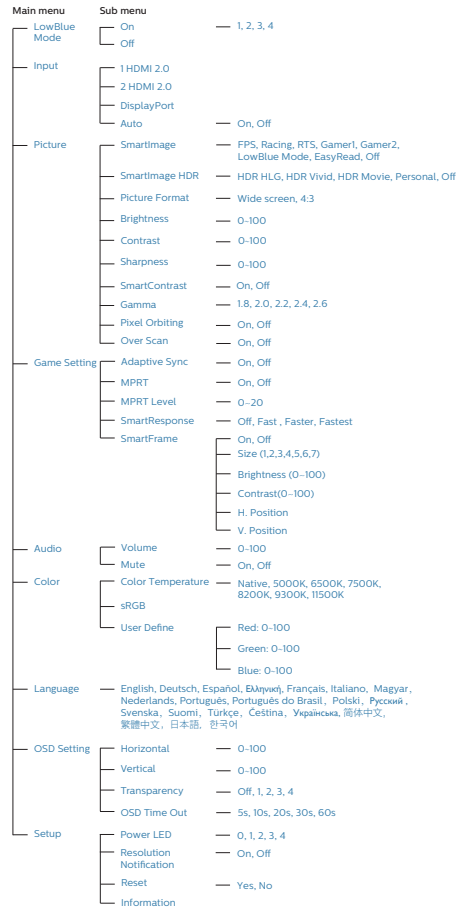 Main menu Sub menu
LowBlue Mode On 1, 2, 3, 4
Off
Input 1 HDMI 2.0
2 HDMI 2.0
DisplayPort
Auto On, Off
Picture SmartImage FPS, Racing, RTS, Gamer1, Gamer2,
LowBlue Mode, EasyRead, Off
SmartImage HDR HDR HLG, HDR Vivid, HDR Movie, Personal, Off
Picture Format Wide screen, 4:3
Brightness 0-100
Contrast 0-100
Sharpness 0-100
SmartContrast On, Off
Gamma 1.8, 2.0, 2.2, 2.4, 2.6
Pixel Orbiting On, Off
Over Scan On, Off
Game Setting Adaptive Sync On, Off
MPRT On, Off
MPRT Level 0-20
SmartResponse Off, Fast , Faster, Fastest
SmartFrame On, Off
Size (1,2,3,4,5,6,7)
Brightness (0-100)
Contrast(0-100)
H. Position
V. Position
Audio Volume 0-100
Mute On, Off
Color Color Temperature Native, 5000K, 6500K, 7500K,
8200K, 9300K, 11500K
sRGB
User Define Red: 0-100
Green: 0-100
Blue: 0-100
Language English, Deutsch, Español, Ελληνική, Français, Italiano, Magyar,
Nederlands, Português, Português do Brasil, Polski, Русский ,
Svenska, Suomi, Türkçe, Čeština, Українська, 简体中文,
繁體中文, 日本語, 한국어
OSD Setting Horizontal 0-100
Vertical 0-100
Transparency Off, 1, 2, 3, 4
OSD Time Out 5s, 10s, 20s, 30s, 60s
Setup Power LED 0, 1, 2, 3, 4
Resolution On, Off
Notification
Reset Yes, No
Information